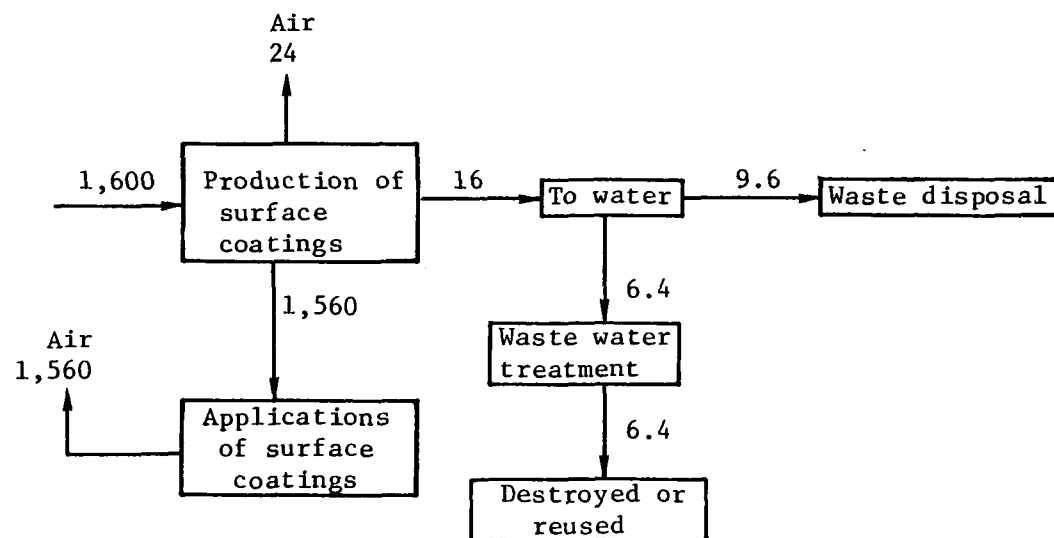 Air
24
1,600
Production of
surface
coatings
16
To water
9.6
Waste disposal
1,560
6.4
Air
1,560
Waste water
treatment
Applications
of surface
coatings
6.4
Destroyed or
reused